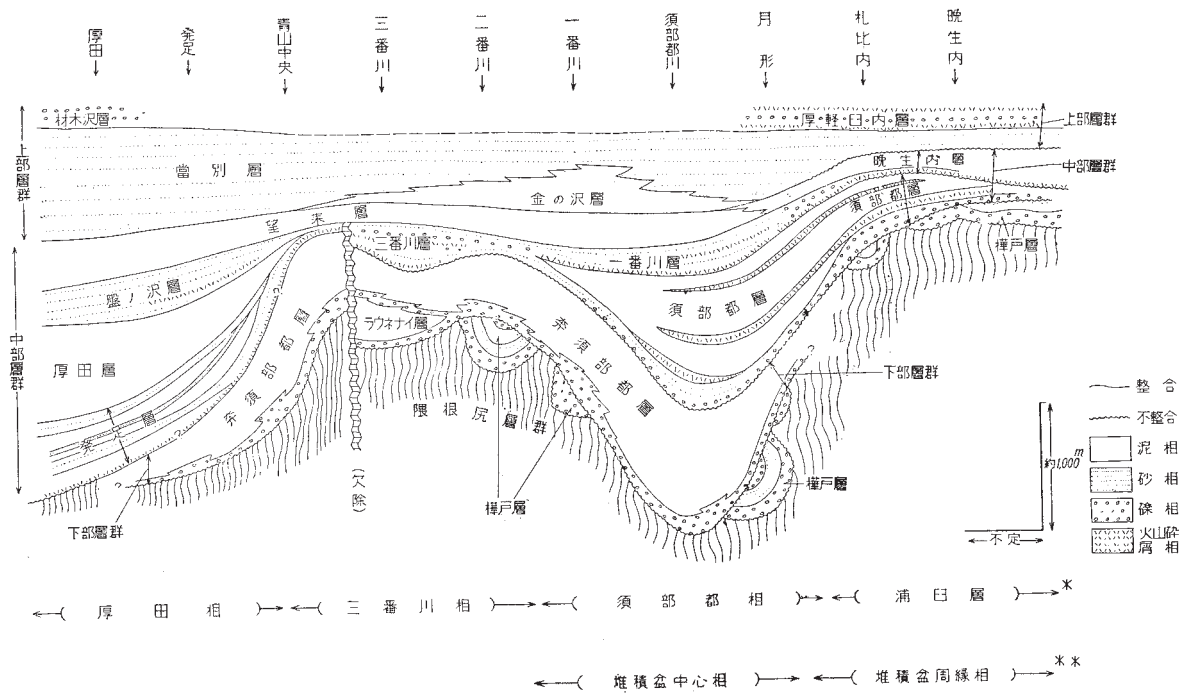 厚田
発足
青山中央
三番川
二番川
一番川
須部都川
月形
札比内
晩生内
材木沢層
厚軽臼内層
上部層群
上部層群
當別層
晩生内層
中部層群
金の沢層
望来層
須部都層
三番川層
一番川層
樺戸層
盤ノ沢層
須部都層
ラウネナイ層
奈須部都層
奈須部都層
中部層群
厚田層
下部層群
隈根尻層群
発足層
?
?
?
?
(欠除)
樺戸層
樺戸層
下部層群
整合
不整合
泥相
砂相
礫相
火山砕屑相
約1,000m
不定
(厚田相)
(三番川相)
(須部都相)
(浦臼層)
*
(堆積盆中心相)
(堆積盆周縁相)
**